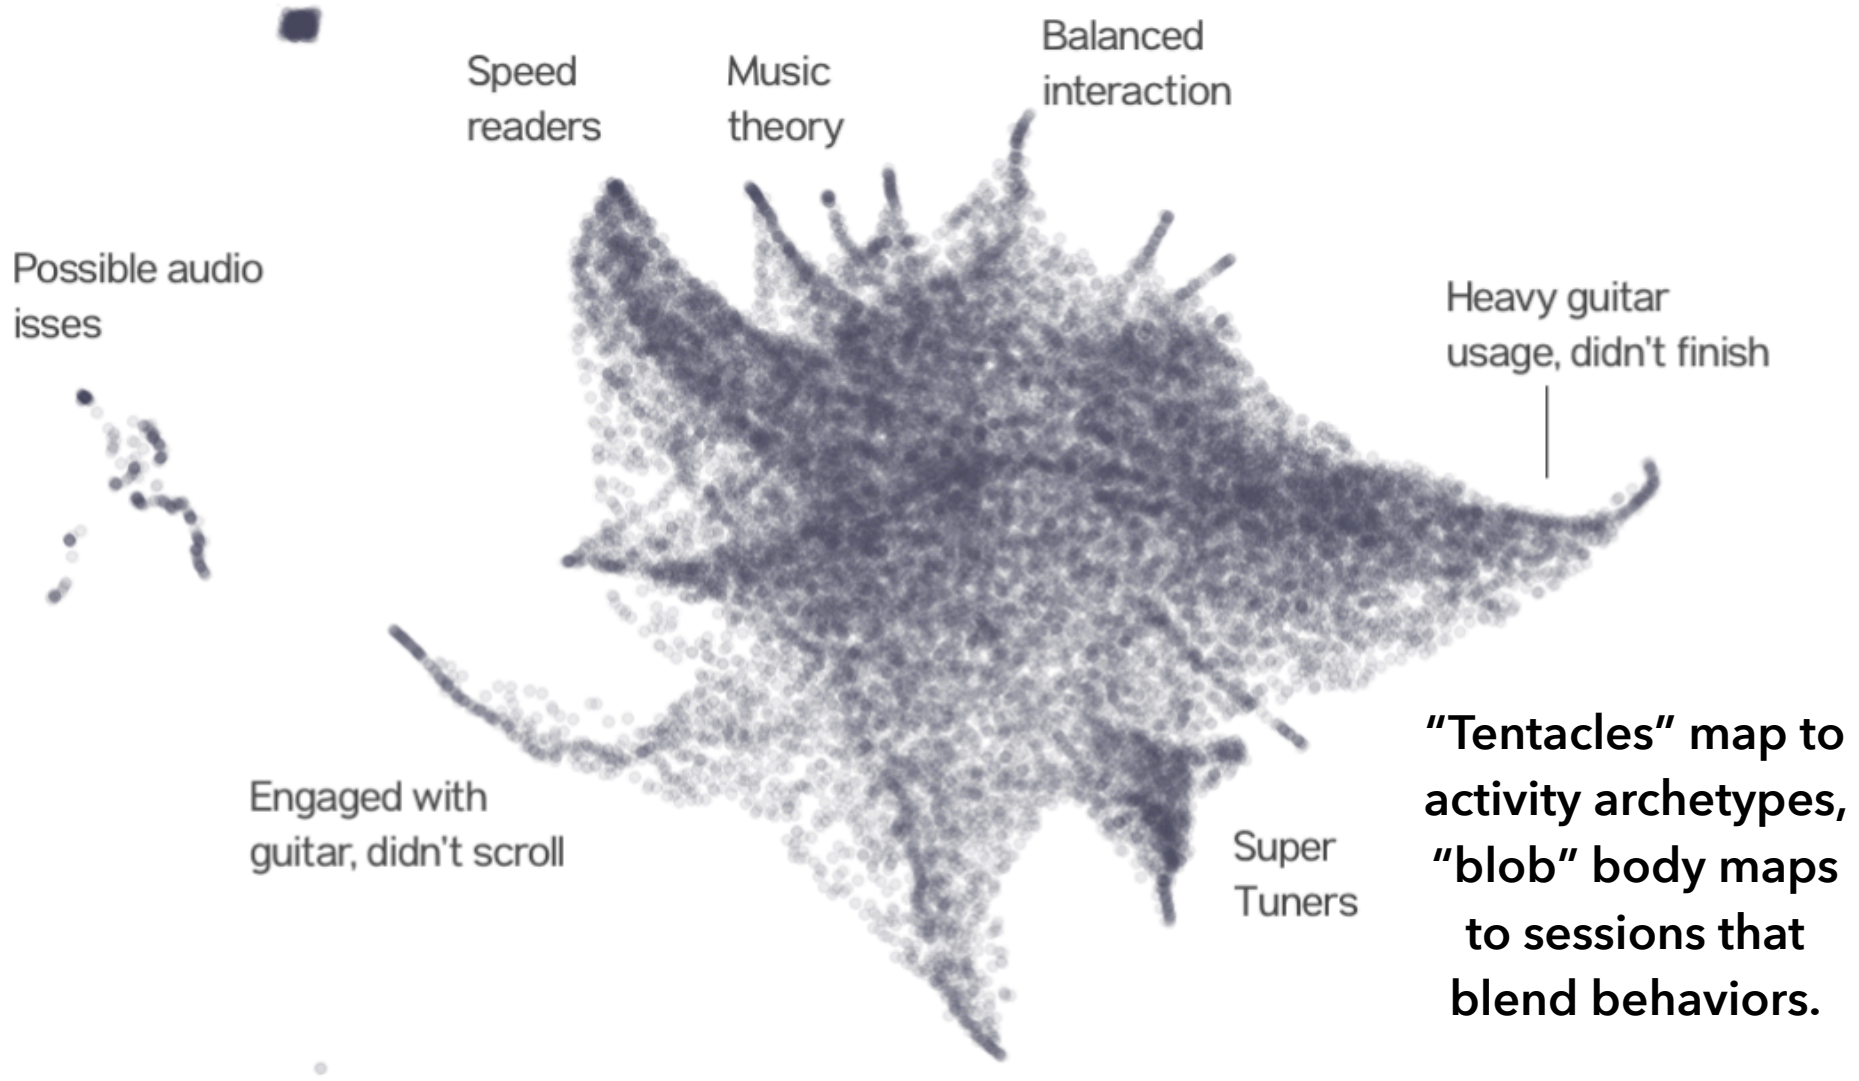 Speed
readers
Music
theory
Balanced
interaction
Possible audio
isses
Heavy guitar
usage, didn't finish
Engaged with
guitar, didn't scroll
Super
Tuners
“Tentacles” map to
activity archetypes,
“blob” body maps
to sessions that
blend behaviors.